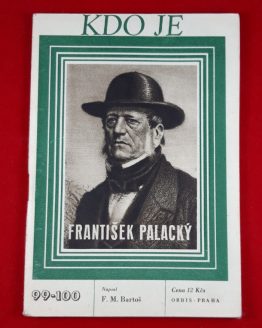 KDO JE
FRANTIŠEK PALACKÝ
99-100
Napsal
F. M. Bartoš
Cena 12 Kčs
ORBIS - PRAHA